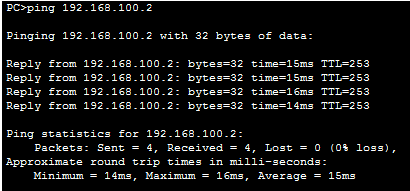 PC>ping 192.168.100.2
Pinging 192.168.100.2 with 32 bytes of data:
Reply from 192.168.100.2: bytes=32 time=15ms TTL=253
Reply from 192.168.100.2: bytes=32 time=15ms TTL=253
Reply from 192.168.100.2: bytes=32 time=16ms TTL=253
Reply from 192.168.100.2: bytes=32 time=14ms TTL=253
Ping statistics for 192.168.100.2:
Packets: Sent = 4, Received = 4, Lost = 0 (0% loss),
Approximate round trip times in milli-seconds:
Minimum = 14ms, Maximum = 16ms, Average = 15ms